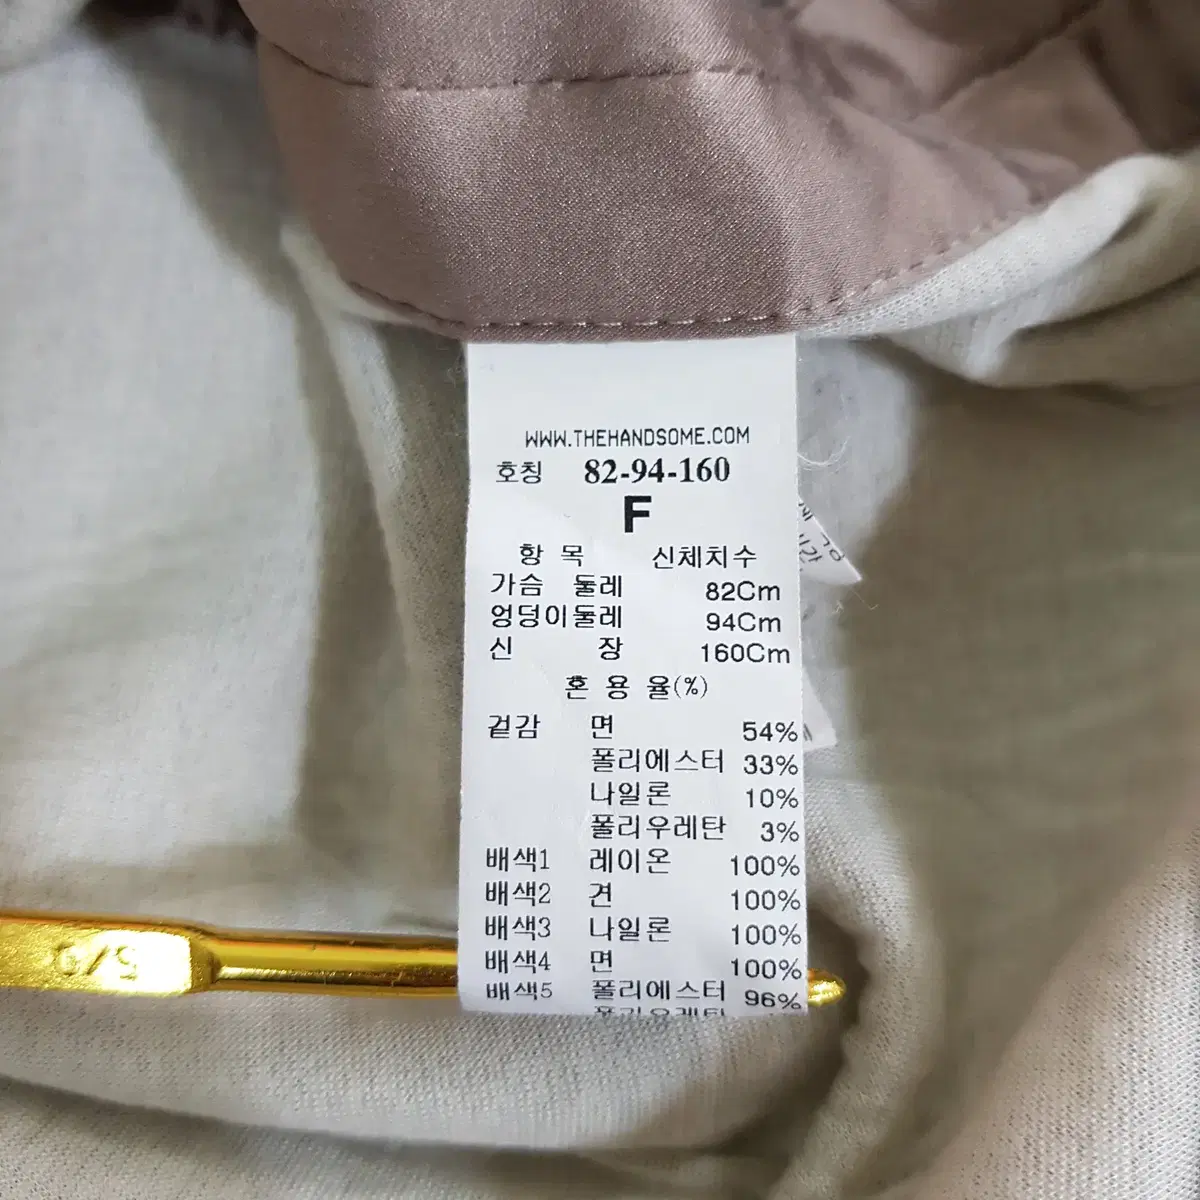 WWW.THEHANDSOME.COM
호칭 82-94-160
F
항 목 신체치수
가슴 둘레 82Cm
엉덩이둘레 94Cm
신 장 160Cm
혼 용 율(%)
겉감 면 54%
폴리에스터 33%
나일론 10%
폴리우레탄 3%
배색1 레이온 100%
배색2 견 100%
배색3 나일론 100%
배색4 면 100%
배색5 폴리에스터 96%